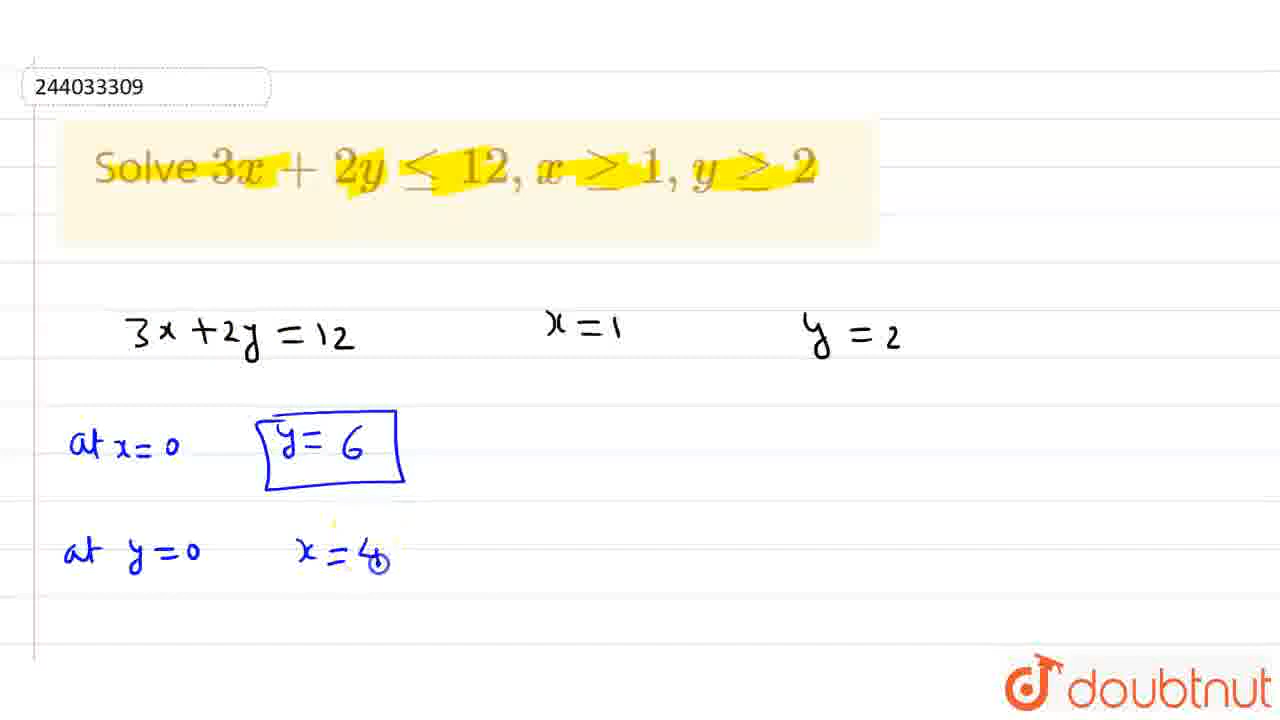 244033309
Solve 3x + 2y ≤ 12, x ≥ 1, y ≥ 2
3x + 2y = 12 x = 1 y = 2
at x = 0 y = 6
at y = 0 x = 4
doubtnut